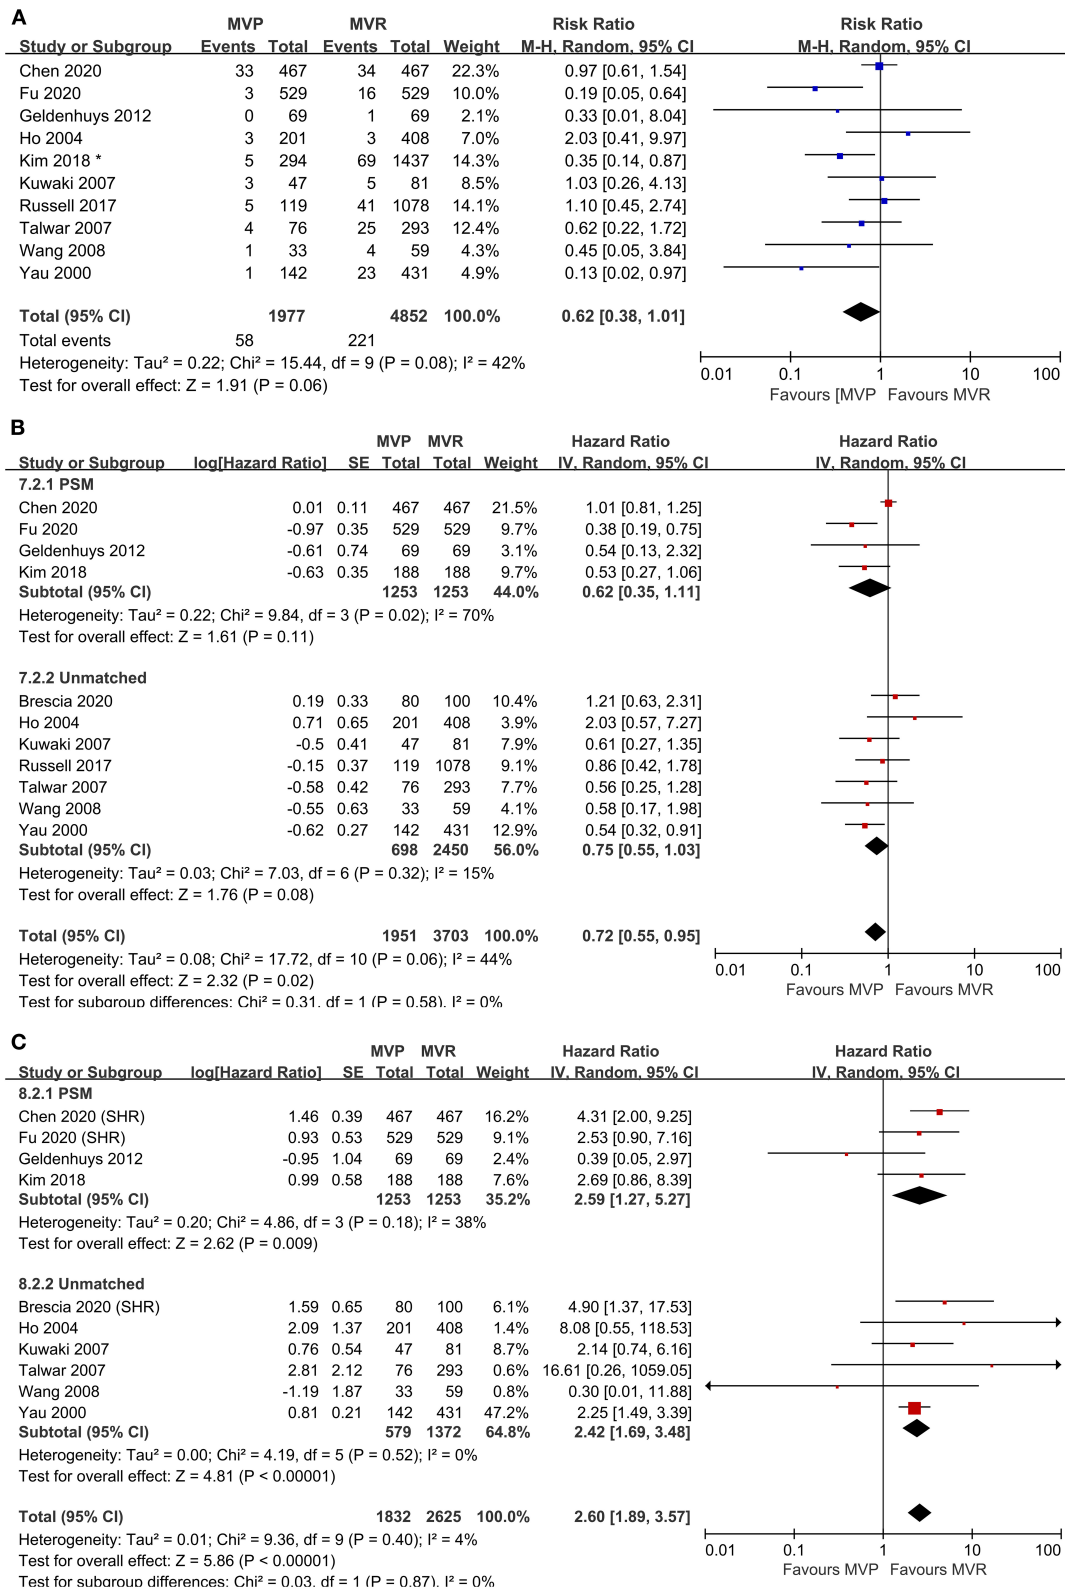 A
MVP MVR Risk Ratio Risk Ratio
Study or Subgroup Events Total Events Total Weight M-H, Random, 95% CI M-H, Random, 95% CI
Chen 2020 33 467 34 467 22.3% 0.97 [0.61, 1.54]
Fu 2020 3 529 16 529 10.0% 0.19 [0.05, 0.64]
Geldenhuys 2012 0 69 1 69 2.1% 0.33 [0.01, 8.04]
Ho 2004 3 201 3 408 7.0% 2.03 [0.41, 9.97]
Kim 2018 * 5 294 69 1437 14.3% 0.35 [0.14, 0.87]
Kuwaki 2007 3 47 5 81 8.5% 1.03 [0.26, 4.13]
Russell 2017 5 119 41 1078 14.1% 1.10 [0.45, 2.74]
Talwar 2007 4 76 25 293 12.4% 0.62 [0.22, 1.72]
Wang 2008 1 33 4 59 4.3% 0.45 [0.05, 3.84]
Yau 2000 1 142 23 431 4.9% 0.13 [0.02, 0.97]
Total (95% CI) 1977 4852 100.0% 0.62 [0.38, 1.01]
Total events 58 221
Heterogeneity: Tau² = 0.22; Chi² = 15.44, df = 9 (P = 0.08); I² = 42%
Test for overall effect: Z = 1.91 (P = 0.06)
0.01 0.1 1 10 100
Favours [MVP Favours MVR
B
MVP MVR Hazard Ratio Hazard Ratio
Study or Subgroup log[Hazard Ratio] SE Total Total Weight IV, Random, 95% CI IV, Random, 95% CI
7.2.1 PSM
Chen 2020 0.01 0.11 467 467 21.5% 1.01 [0.81, 1.25]
Fu 2020 -0.97 0.35 529 529 9.7% 0.38 [0.19, 0.75]
Geldenhuys 2012 -0.61 0.74 69 69 3.1% 0.54 [0.13, 2.32]
Kim 2018 -0.63 0.35 188 188 9.7% 0.53 [0.27, 1.06]
Subtotal (95% CI) 1253 1253 44.0% 0.62 [0.35, 1.11]
Heterogeneity: Tau² = 0.22; Chi² = 9.84, df = 3 (P = 0.02); I² = 70%
Test for overall effect: Z = 1.61 (P = 0.11)
7.2.2 Unmatched
Brescia 2020 0.19 0.33 80 100 10.4% 1.21 [0.63, 2.31]
Ho 2004 0.71 0.65 201 408 3.9% 2.03 [0.57, 7.27]
Kuwaki 2007 -0.5 0.41 47 81 7.9% 0.61 [0.27, 1.35]
Russell 2017 -0.15 0.37 119 1078 9.1% 0.86 [0.42, 1.78]
Talwar 2007 -0.58 0.42 76 293 7.7% 0.56 [0.25, 1.28]
Wang 2008 -0.55 0.63 33 59 4.1% 0.58 [0.17, 1.98]
Yau 2000 -0.62 0.27 142 431 12.9% 0.54 [0.32, 0.91]
Subtotal (95% CI) 698 2450 56.0% 0.75 [0.55, 1.03]
Heterogeneity: Tau² = 0.03; Chi² = 7.03, df = 6 (P = 0.32); I² = 15%
Test for overall effect: Z = 1.76 (P = 0.08)
Total (95% CI) 1951 3703 100.0% 0.72 [0.55, 0.95]
Heterogeneity: Tau² = 0.08; Chi² = 17.72, df = 10 (P = 0.06); I² = 44%
Test for overall effect: Z = 2.32 (P = 0.02)
Test for subgroup differences: Chi² = 0.31, df = 1 (P = 0.58), I² = 0%
0.01 0.1 1 10 100
Favours MVP Favours MVR
C
MVP MVR Hazard Ratio Hazard Ratio
Study or Subgroup log[Hazard Ratio] SE Total Total Weight IV, Random, 95% CI IV, Random, 95% CI
8.2.1 PSM
Chen 2020 (SHR) 1.46 0.39 467 467 16.2% 4.31 [2.00, 9.25]
Fu 2020 (SHR) 0.93 0.53 529 529 9.1% 2.53 [0.90, 7.16]
Geldenhuys 2012 -0.95 1.04 69 69 2.4% 0.39 [0.05, 2.97]
Kim 2018 0.99 0.58 188 188 7.6% 2.69 [0.86, 8.39]
Subtotal (95% CI) 1253 1253 35.2% 2.59 [1.27, 5.27]
Heterogeneity: Tau² = 0.20; Chi² = 4.86, df = 3 (P = 0.18); I² = 38%
Test for overall effect: Z = 2.62 (P = 0.009)
8.2.2 Unmatched
Brescia 2020 (SHR) 1.59 0.65 80 100 6.1% 4.90 [1.37, 17.53]
Ho 2004 2.09 1.37 201 408 1.4% 8.08 [0.55, 118.53]
Kuwaki 2007 0.76 0.54 47 81 8.7% 2.14 [0.74, 6.16]
Talwar 2007 2.81 2.12 76 293 0.6% 16.61 [0.26, 1059.05]
Wang 2008 -1.19 1.87 33 59 0.8% 0.30 [0.01, 11.88]
Yau 2000 0.81 0.21 142 431 47.2% 2.25 [1.49, 3.39]
Subtotal (95% CI) 579 1372 64.8% 2.42 [1.69, 3.48]
Heterogeneity: Tau² = 0.00; Chi² = 4.19, df = 5 (P = 0.52); I² = 0%
Test for overall effect: Z = 4.81 (P < 0.00001)
Total (95% CI) 1832 2625 100.0% 2.60 [1.89, 3.57]
Heterogeneity: Tau² = 0.01; Chi² = 9.36, df = 9 (P = 0.40); I² = 4%
Test for overall effect: Z = 5.86 (P < 0.00001)
Test for subgroup differences: Chi² = 0.03, df = 1 (P = 0.87), I² = 0%
0.01 0.1 1 10 100
Favours MVP Favours MVR